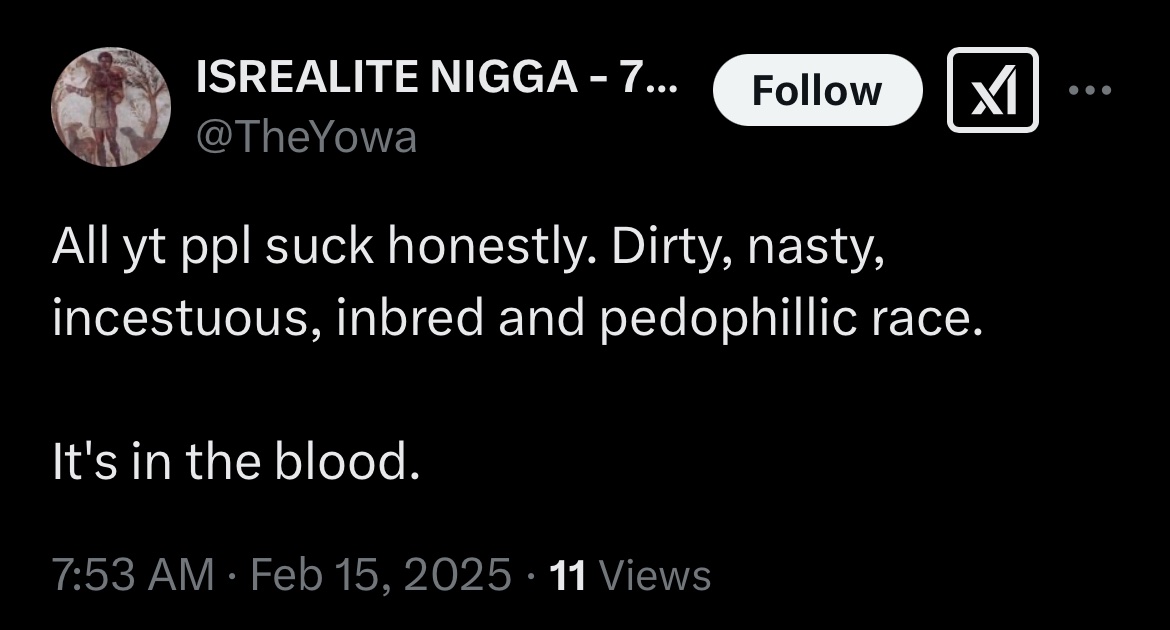 ISREALITE NIGGA - 7...
Follow
@TheYowa
All yt ppl suck honestly. Dirty, nasty,
incestuous, inbred and pedophillic race.
It's in the blood.
7:53 AM · Feb 15, 2025 · 11 Views